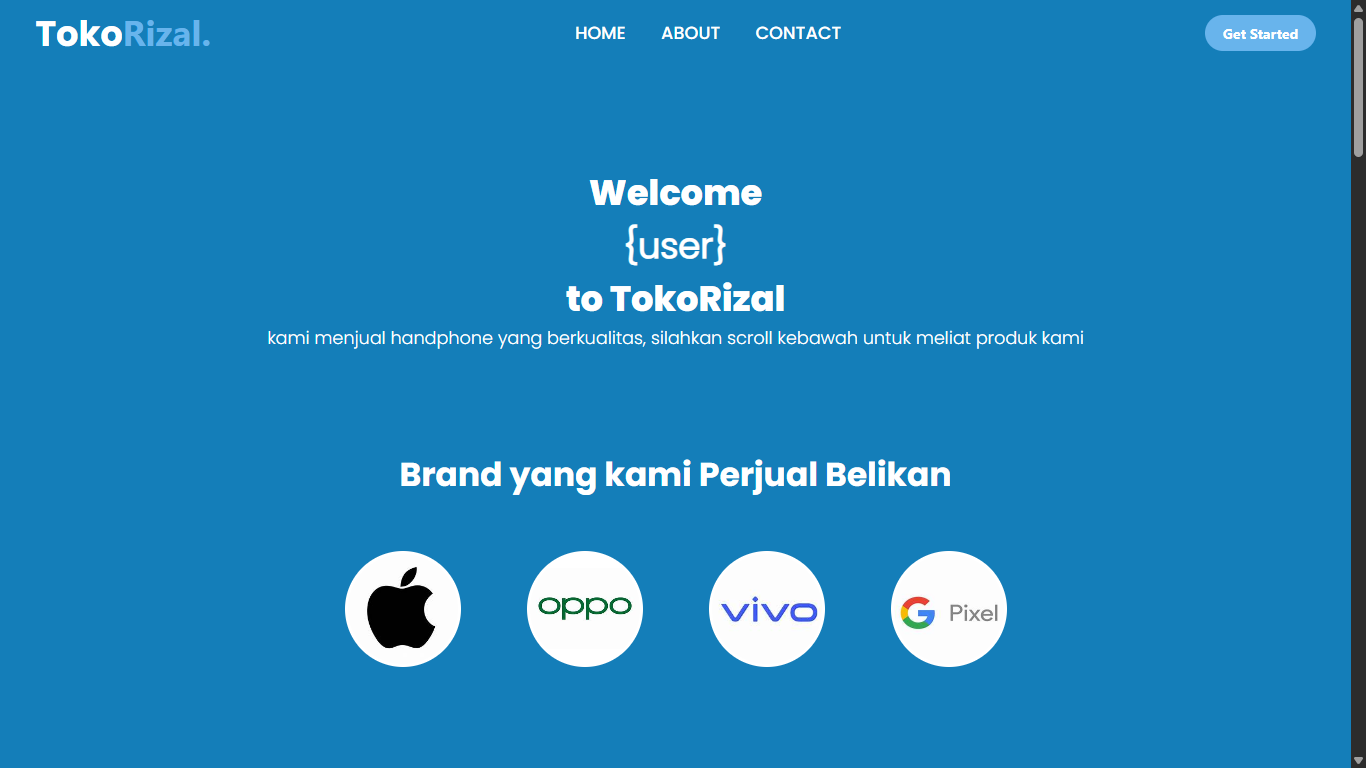 TokoRizal.
HOME
ABOUT
CONTACT
Get Started
Welcome
{user}
to TokoRizal
kami menjual handphone yang berkualitas, silahkan scroll kebawah untuk meliat produk kami
Brand yang kami Perjual Belikan
oppo
vivo
G Pixel